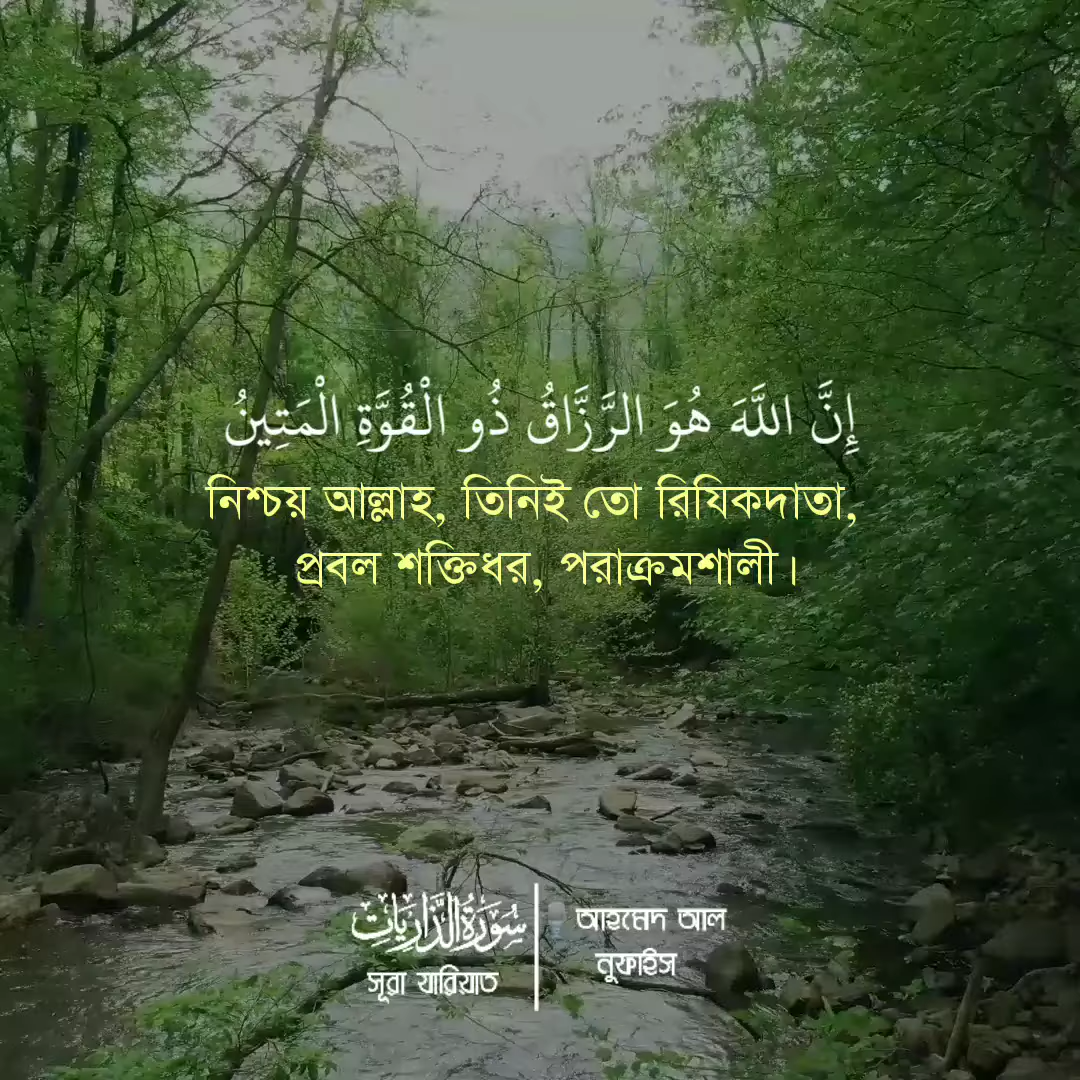 إِنَّ اللَّهَ هُوَ الرَّزَّاقُ ذُو الْقُوَّةِ الْمَتِينُ
নিশ্চয় আল্লাহ, তিনিই তো রিযিকদাতা,
প্রবল শক্তিধর, পরাক্রমশালী।
سُورَةُ الذَّارِيَاتِ
সূরা যারিয়াত
আহমেদ আল
নুফাইস